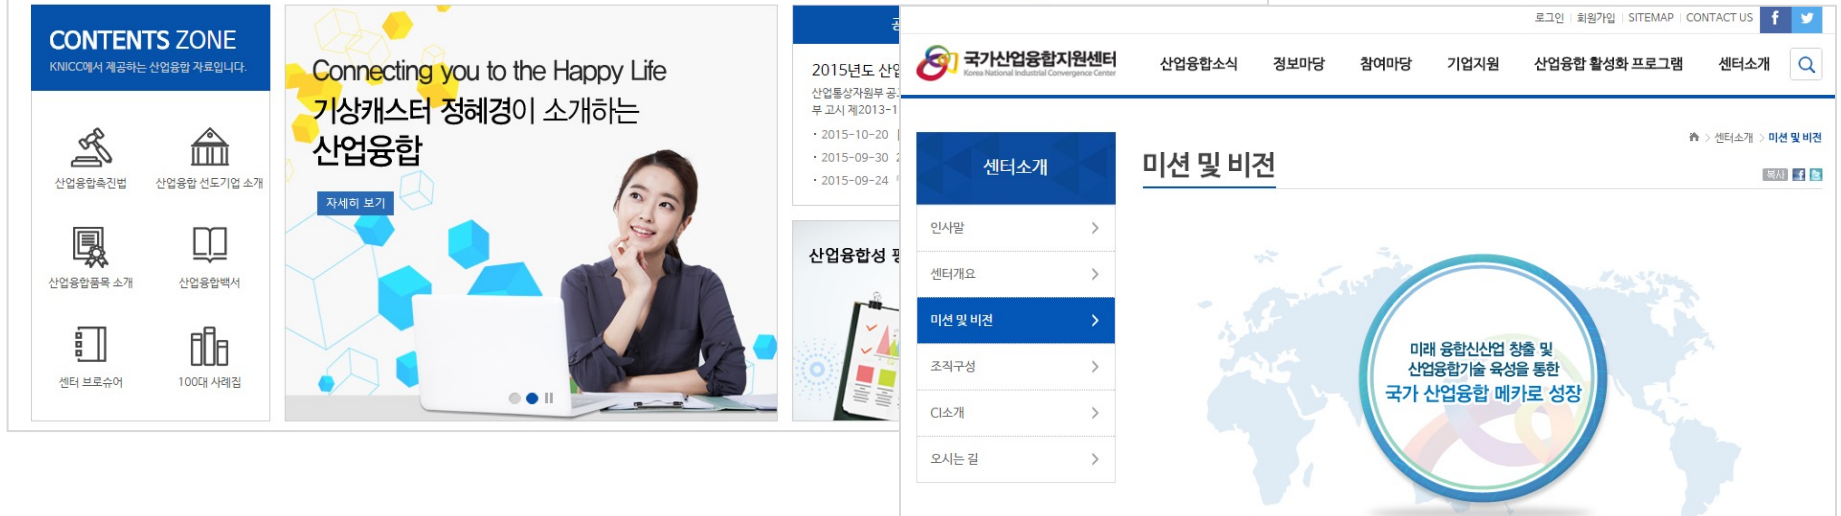 CONTENTS ZONE
KNICC에서 제공하는 산업융합 자료입니다.
산업융합촉진법
산업융합 선도기업 소개
산업융합품목 소개
산업융합백서
센터 브로슈어
100대 사례집
Connecting you to the Happy Life
기상캐스터 정혜경이 소개하는
산업융합
자세히 보기
2015년도 산업
산업통상자원부 공
부 고시 제2013-1
· 2015-10-20
· 2015-09-30
· 2015-09-24
산업융합성
로그인 | 회원가입 | SITEMAP | CONTACT US
국가산업융합지원센터
Korea National Industrial Convergence Center
산업융합소식
정보마당
참여마당
기업지원
산업융합 활성화 프로그램
센터소개
> 센터소개 > 미션 및 비전
센터소개
미션 및 비전
복사
인사말
센터개요
미션 및 비전
조직구성
CI소개
오시는 길
미래 융합신산업 창출 및
산업융합기술 육성을 통한
국가 산업융합 메카로 성장